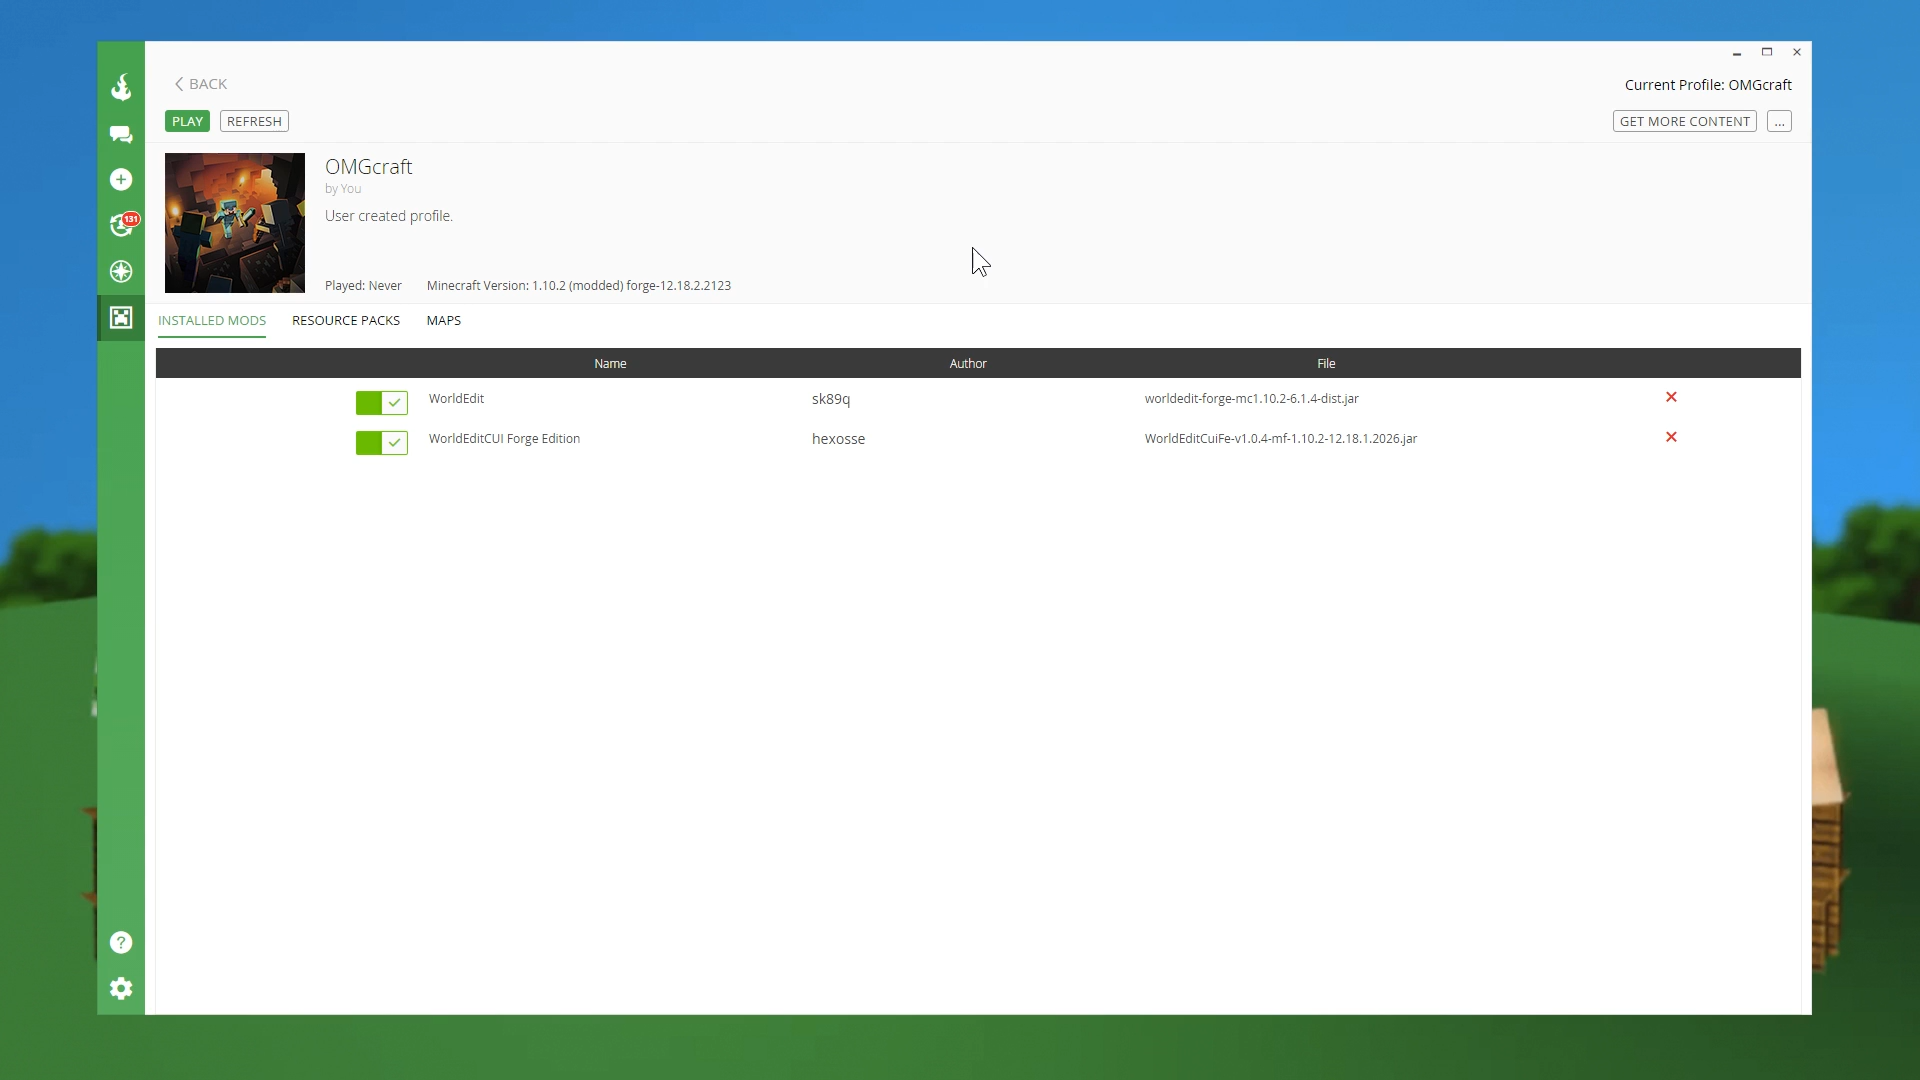 BACK
Current Profile: OMGcraft
PLAY REFRESH GET MORE CONTENT ...
OMGcraft
by You
User created profile.
131
Played: Never Minecraft Version: 1.10.2 (modded) forge-12.18.2.2123
INSTALLED MODS RESOURCE PACKS MAPS
Name Author File
WorldEdit sk89q worldedit-forge-mc1.10.2-6.1.4-dist.jar
WorldEditCUI Forge Edition hexosse WorldEditCuiFe-v1.0.4-mf-1.10.2-12.18.1.2026.jar
?